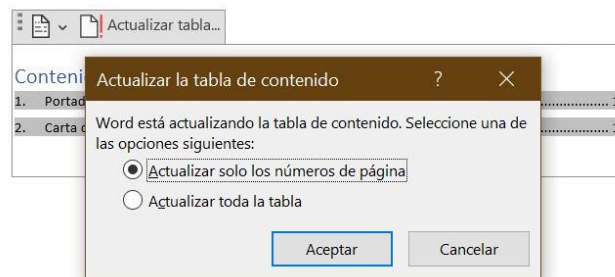 Actualizar tabla...
Conteni
Actualizar la tabla de contenido ? ×
1. Portad
Word está actualizando la tabla de contenido. Seleccione una de
las opciones siguientes:
2. Carta
Actualizar solo los números de página
Actualizar toda la tabla
Aceptar Cancelar